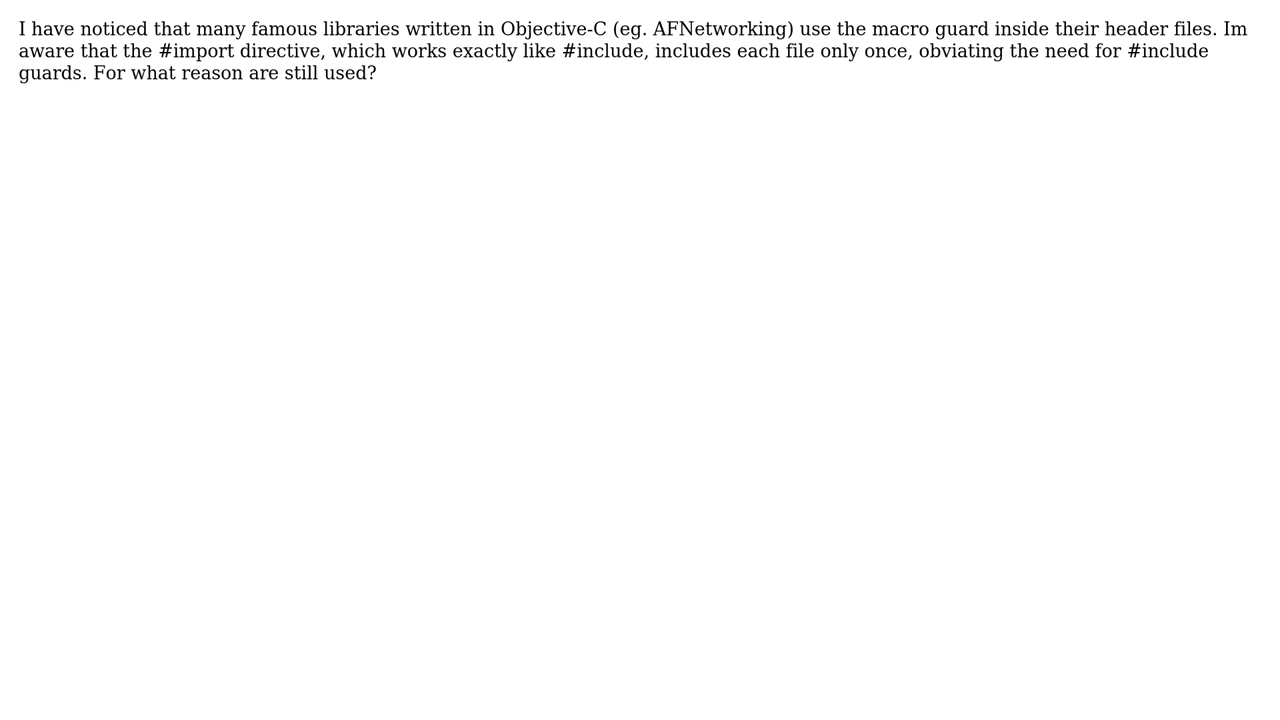 I have noticed that many famous libraries written in Objective-C (eg. AFNetworking) use the macro guard inside their header files. Im
aware that the #import directive, which works exactly like #include, includes each file only once, obviating the need for #include
guards. For what reason are still used?